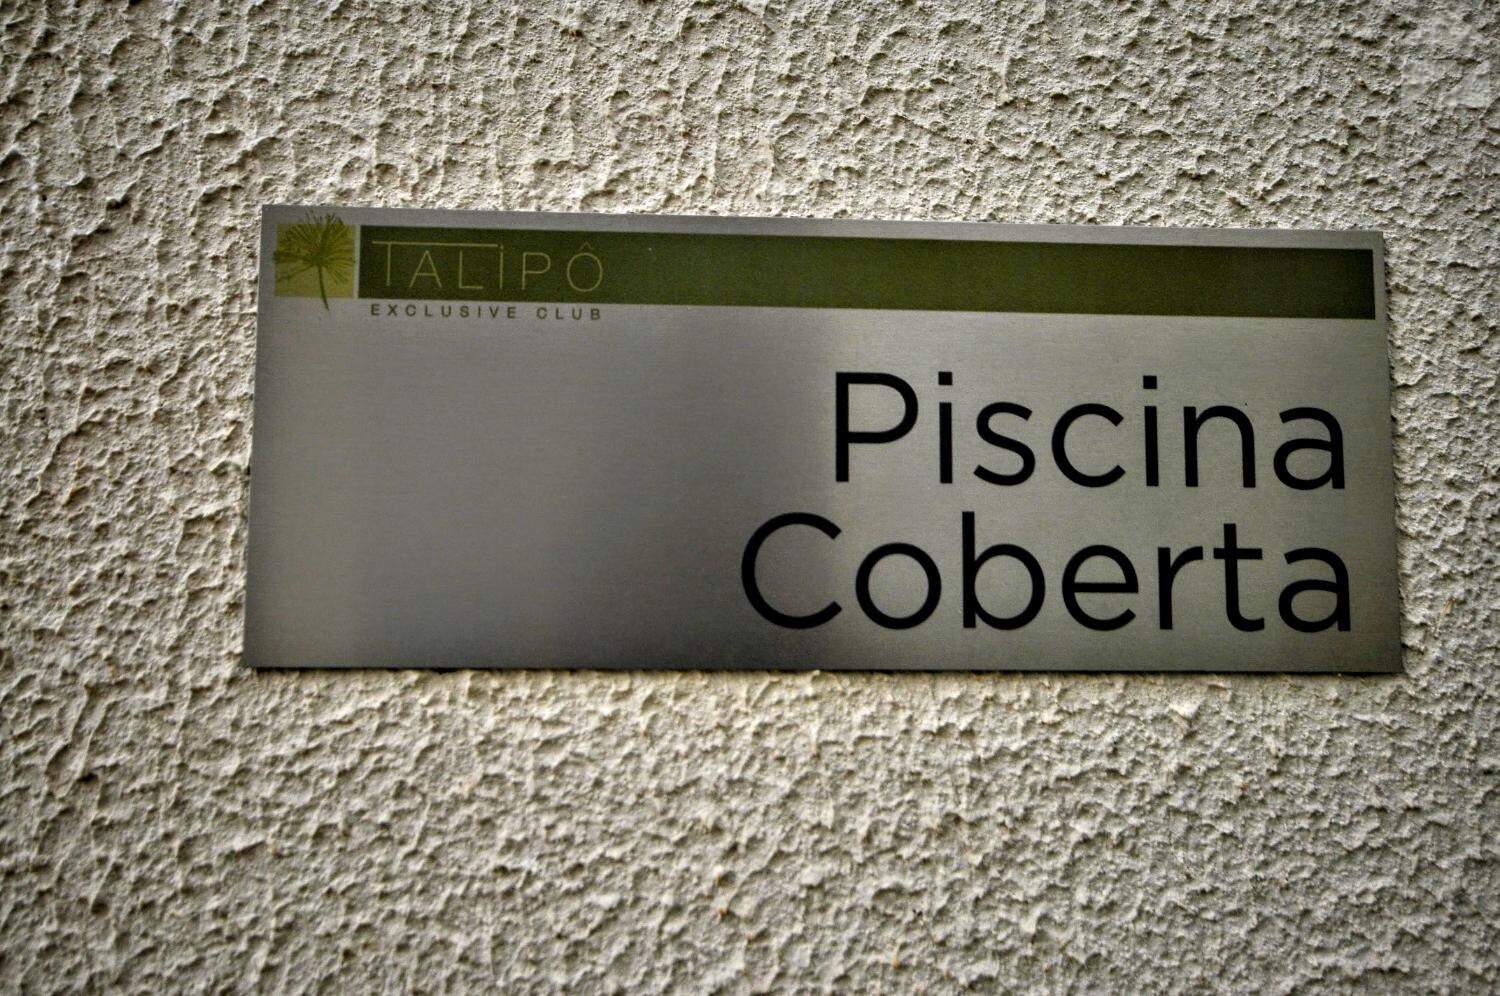 TALIPÔ
EXCLUSIVE CLUB
Piscina
Coberta